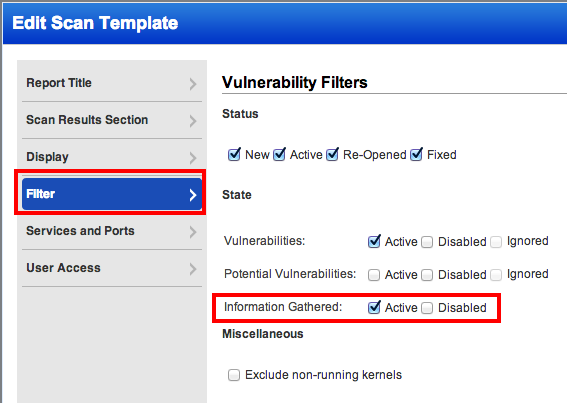 Edit Scan Template
Report Title
Scan Results Section
Display
Filter
Services and Ports
User Access
Vulnerability Filters
Status
New Active Re-Opened Fixed
State
Vulnerabilities: Active Disabled Ignored
Potential Vulnerabilities: Active Disabled Ignored
Information Gathered: Active Disabled
Miscellaneous
Exclude non-running kernels